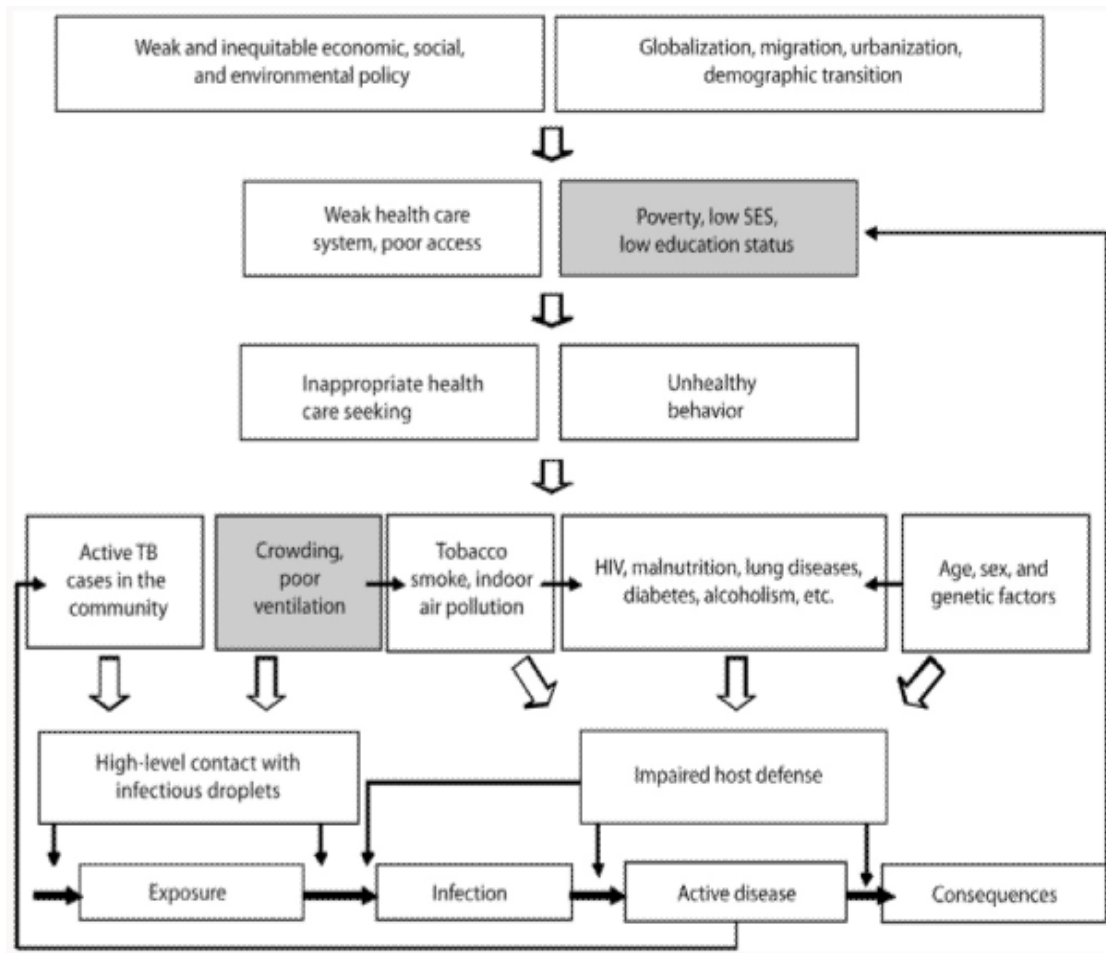 Weak and inequitable economic, social,
and environmental policy
Globalization, migration, urbanization,
demographic transition
Weak health care
system, poor access
Poverty, low SES,
low education status
Inappropriate health
care seeking
Unhealthy
behavior
Active TB
cases in the
community
Crowding,
poor
ventilation
Tobacco
smoke, indoor
air pollution
HIV, malnutrition, lung diseases,
diabetes, alcoholism, etc.
Age, sex, and
genetic factors
High-level contact with
infectious droplets
Impaired host defense
Exposure
Infection
Active disease
Consequences